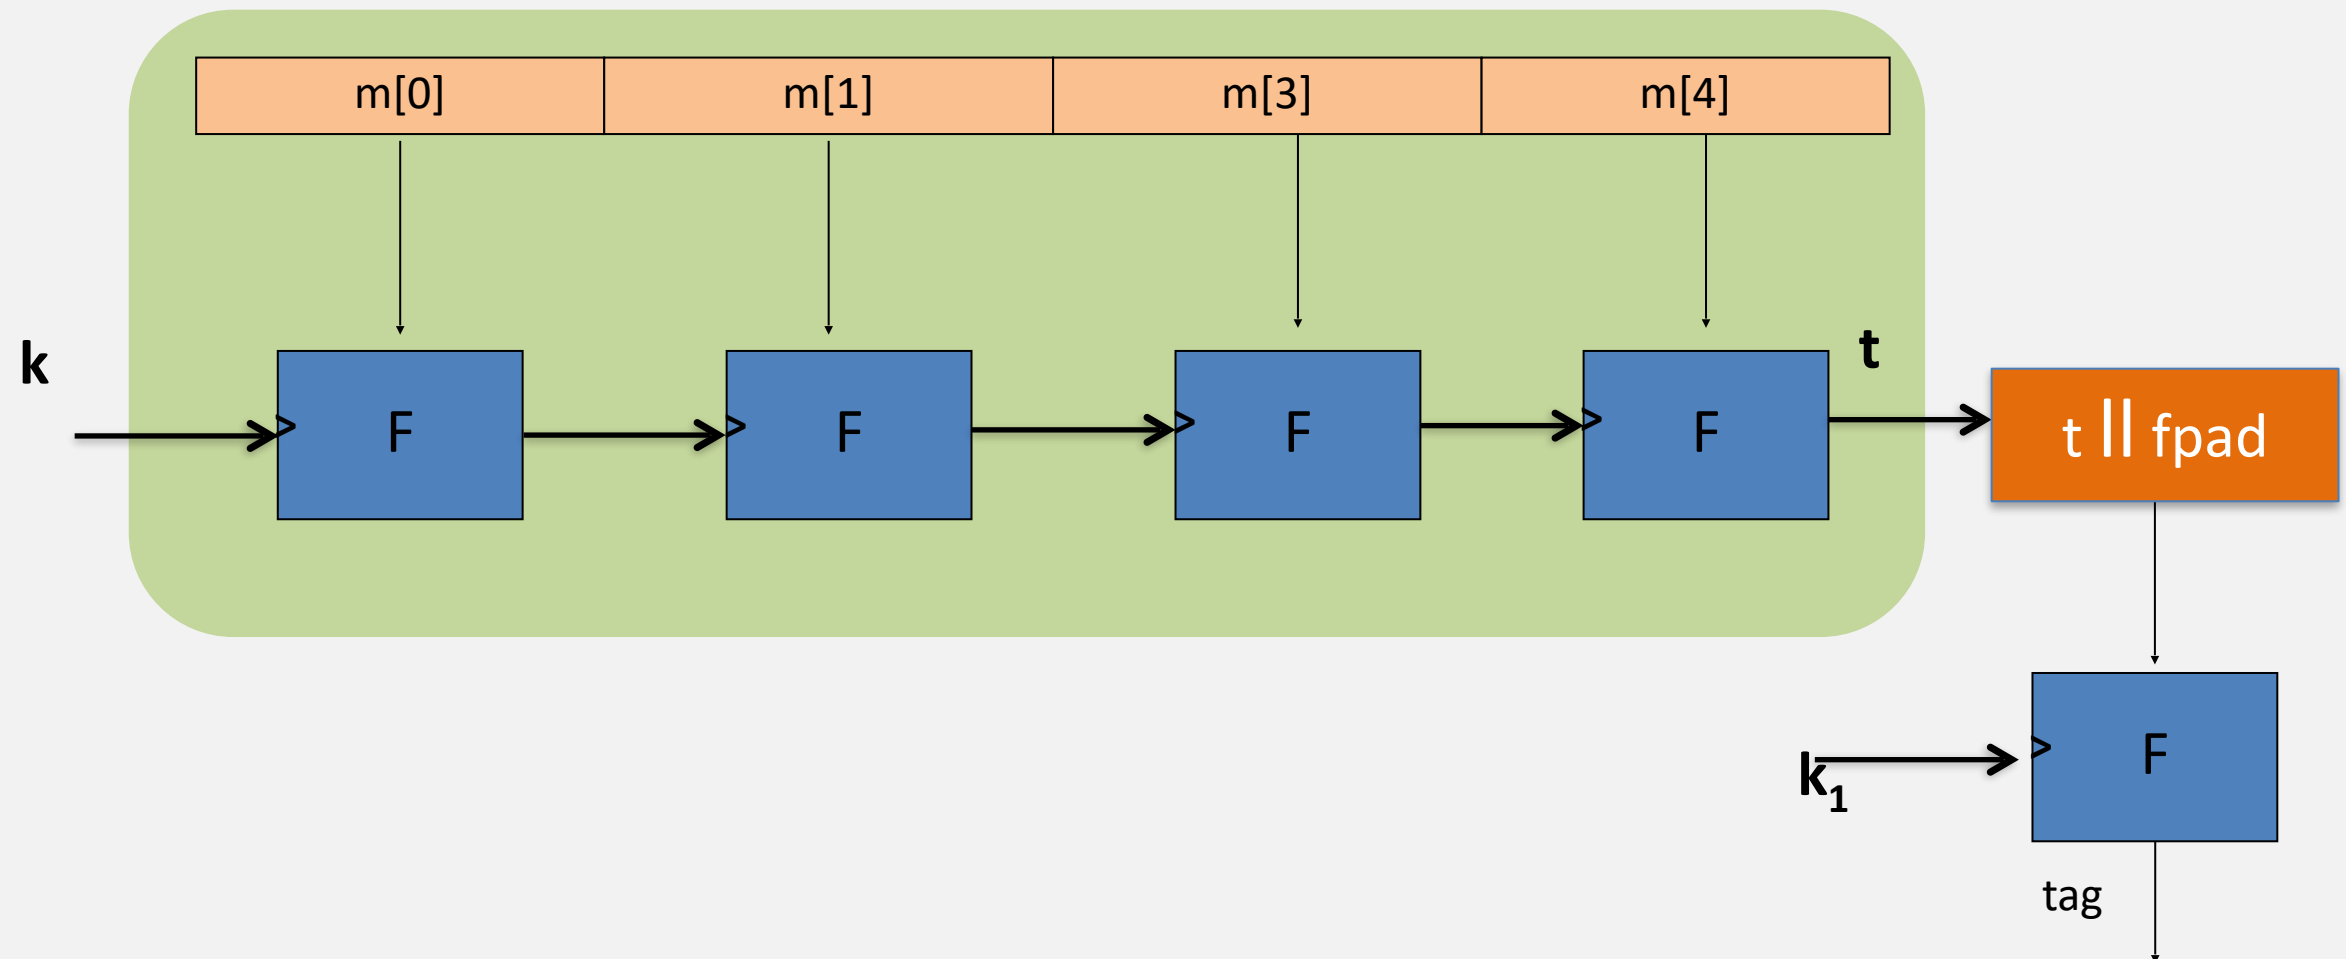 m[0] m[1] m[3] m[4]
k
t
> F > F > F > F
t || fpad
k₁
> F
tag